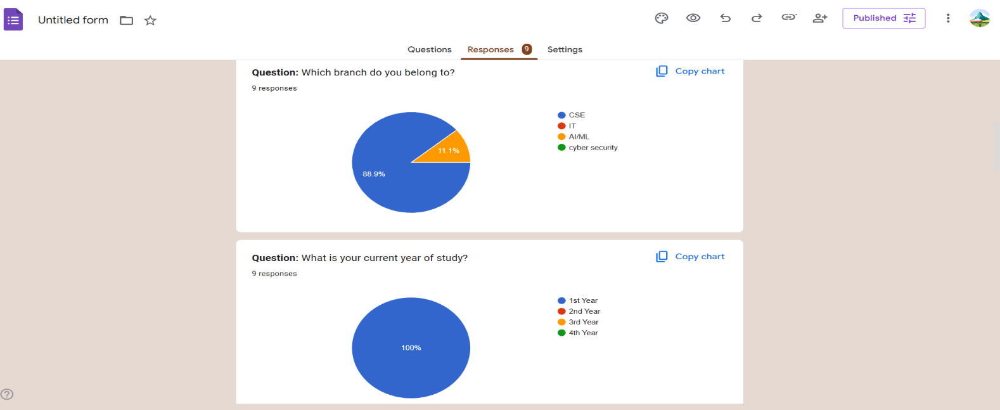 Untitled form
Published
Questions Responses 9 Settings
Question: Which branch do you belong to?
Copy chart
9 responses
CSE
IT
AI/ML
cyber security
11.1%
88.9%
Question: What is your current year of study?
Copy chart
9 responses
1st Year
2nd Year
3rd Year
4th Year
100%